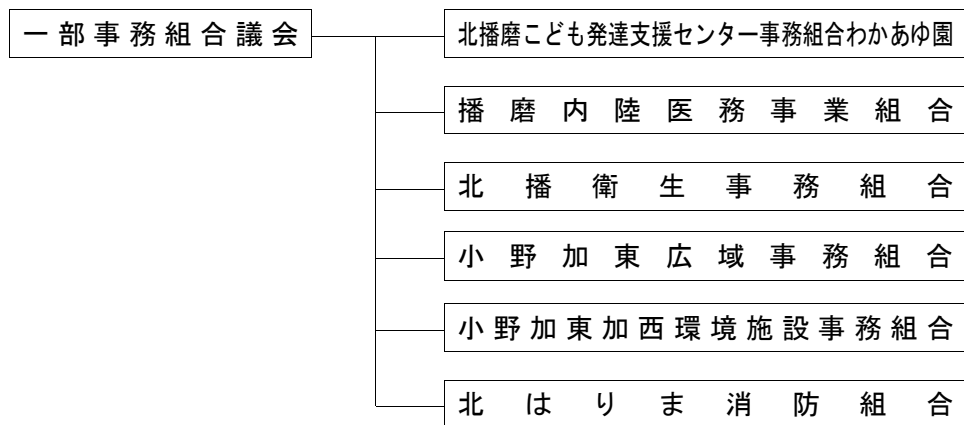 一部事務組合議会
北播磨こども発達支援センター事務組合わかあゆ園
播磨内陸医務事業組合
北播衛生事務組合
小野加東広域事務組合
小野加東加西環境施設事務組合
北はりま消防組合